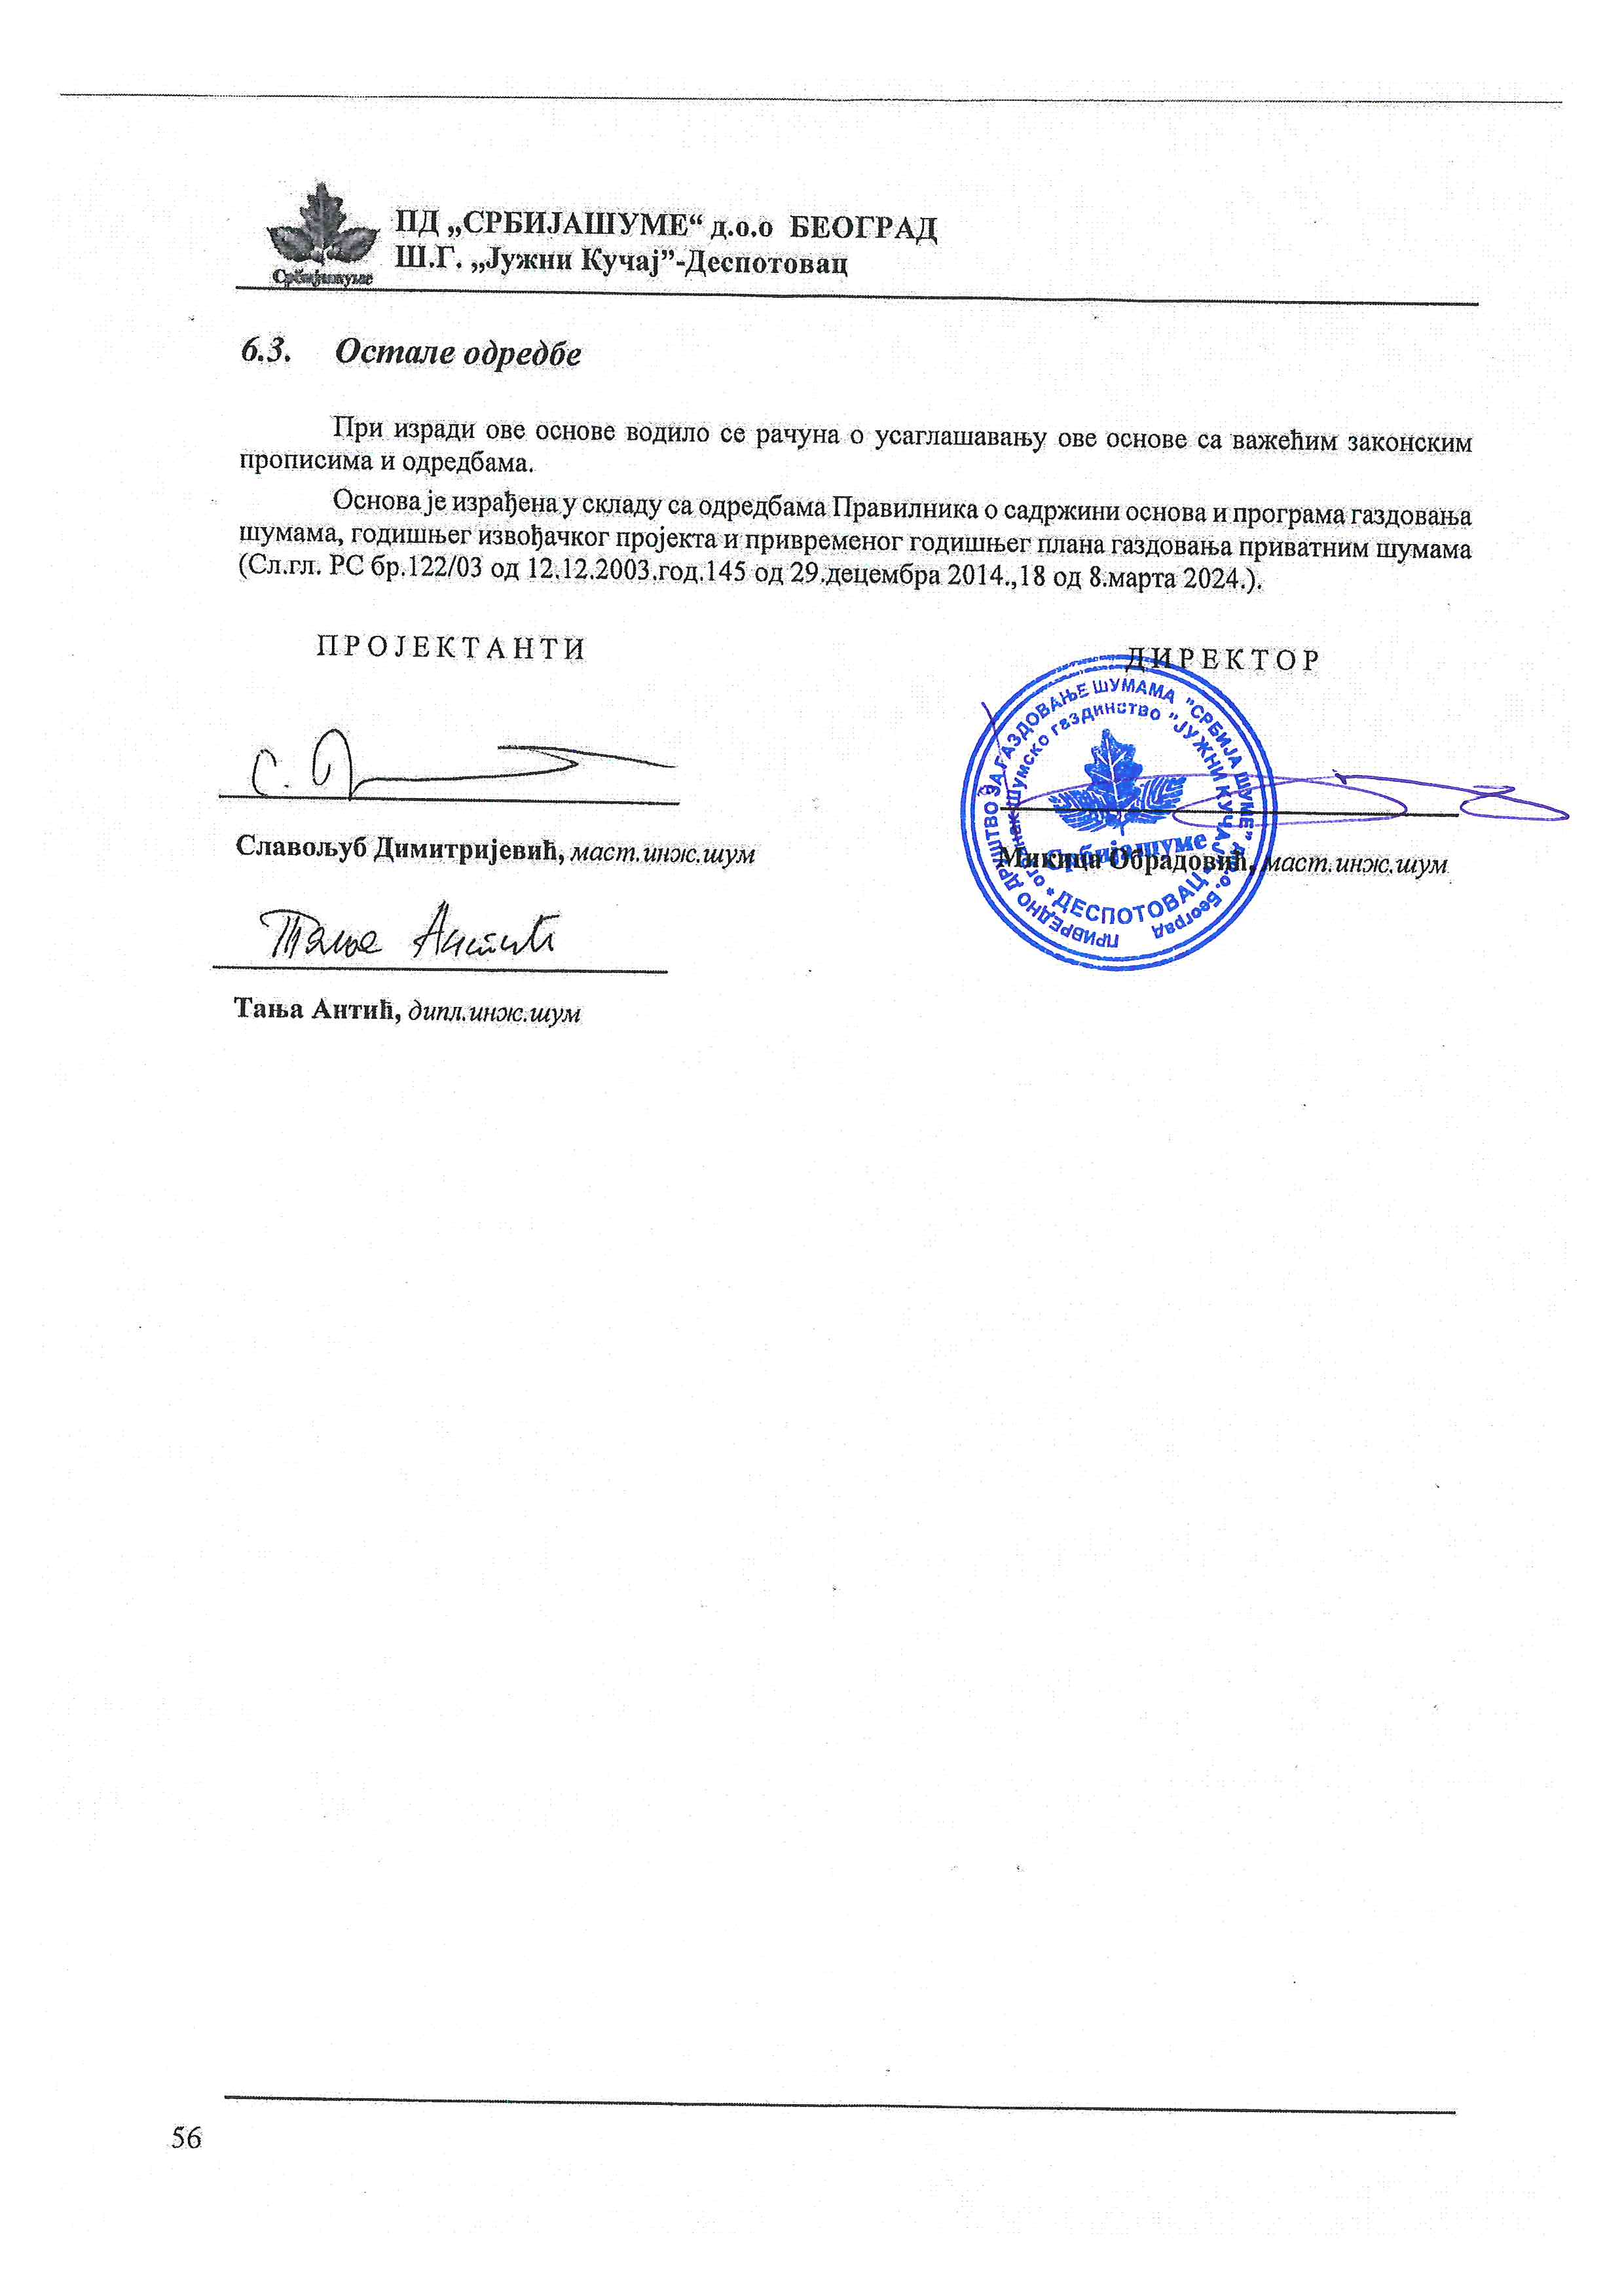 Србијашуме
ПД „СРБИЈАШУМЕ“ д.о.о БЕОГРАД
Ш.Г. „Јужни Кучај”-Деспотовац
6.3. Остале одредбе
При изради ове основе водило се рачуна о усаглашавању ове основе са важећим законским
прописима и одредбама.
Основа је израђена у складу са одредбама Правилника о садржини основа и програма газдовања
шумама, годишњег извођачког пројекта и привременог годишњег плана газдовања приватним шумама
(Сл.гл. РС бр.122/03 од 12.12.2003.год.145 од 29.децембра 2014.,18 од 8.марта 2024.).
ПРОЈЕКТАНТИ
ДИРЕКТОР
ПРИВРЕДНО ДРУШТВО ЗА ГАЗДОВАЊЕ ШУМАМА "СРБИЈА ШУМЕ" д.о.о. Београд
огранак Шумско газдинство "ЈУЖНИ КУЧАЈ"
Србијашуме
ДЕСПОТОВАЦ
Славољуб Димитријевић, маст.инж.шум
Микица Обрадовић, маст.инж.шум
Тања Антић
Тања Антић, дипл.инж.шум
56